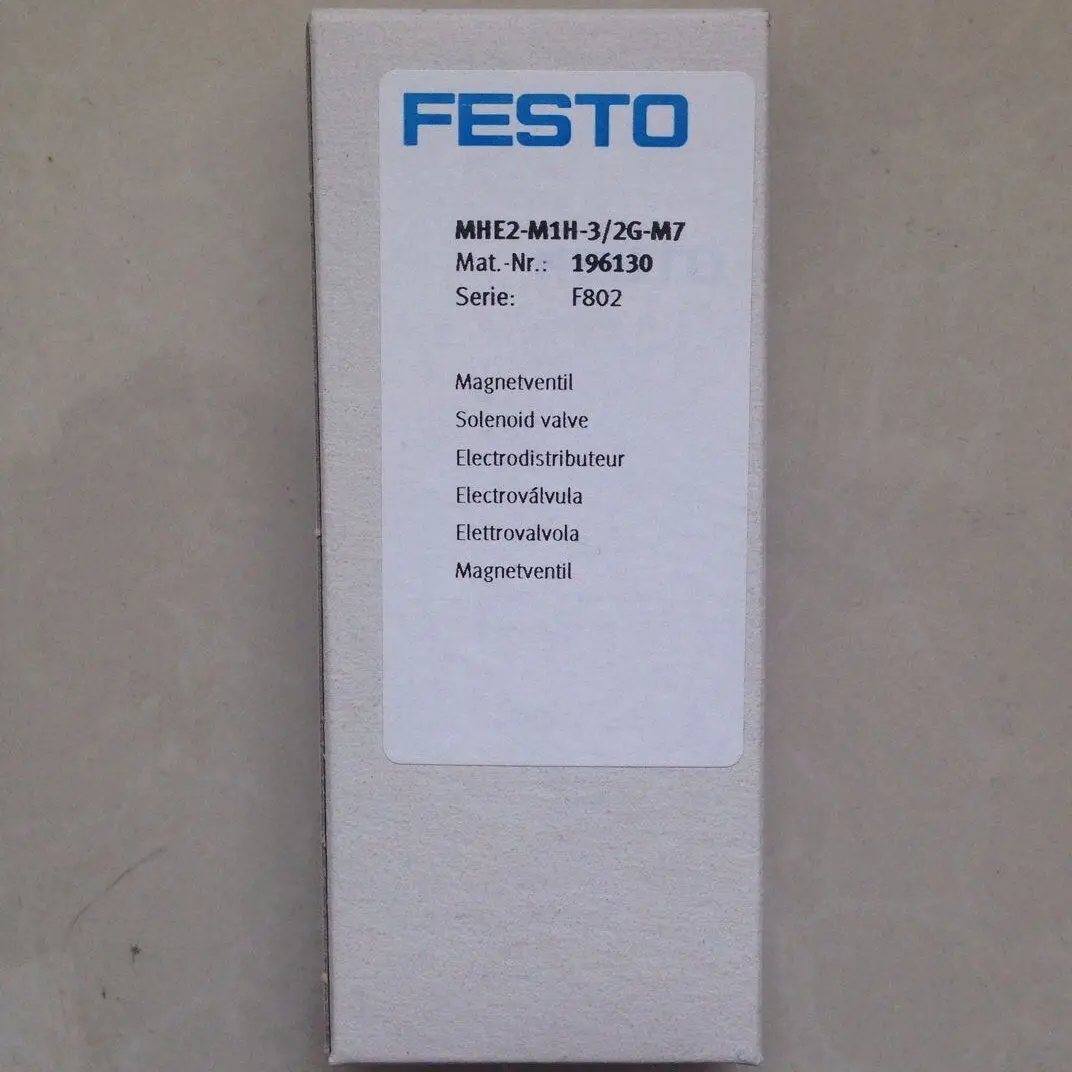 FESTO
MHE2-M1H-3/2G-M7
Mat.-Nr.: 196130
Serie: F802
Magnetventil
Solenoid valve
Electrodistributeur
Electroválvula
Elettrovalvola
Magnetventil